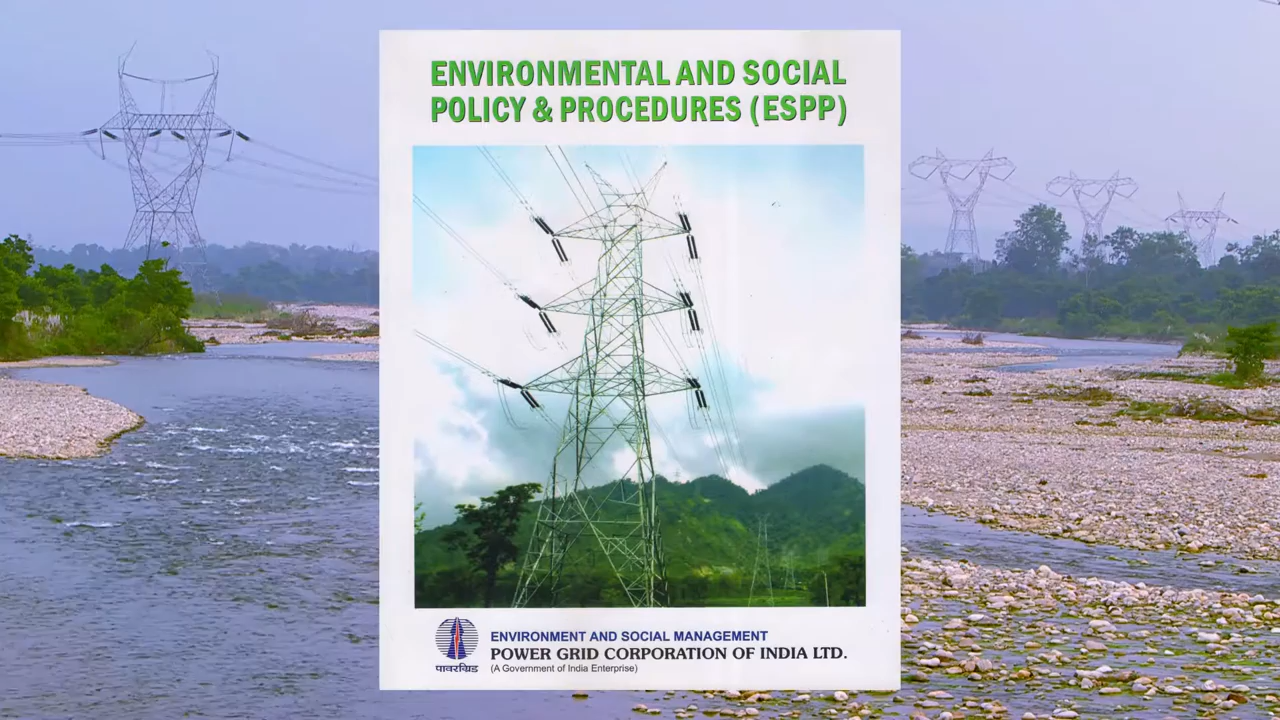 ENVIRONMENTAL AND SOCIAL
POLICY & PROCEDURES (ESPP)
ENVIRONMENT AND SOCIAL MANAGEMENT
POWER GRID CORPORATION OF INDIA LTD.
पावरग्रिड
(A Government of India Enterprise)